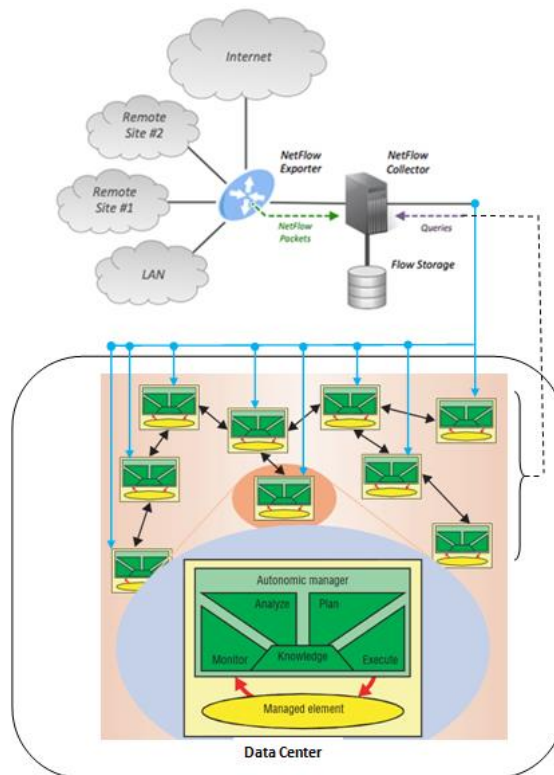 Internet
Remote
Site #2
NetFlow
Exporter
NetFlow
Collector
Remote
Site #1
NetFlow
Packets
Queries
LAN
Flow Storage
Autonomic manager
Analyze
Plan
Monitor
Knowledge
Execute
Managed element
Data Center